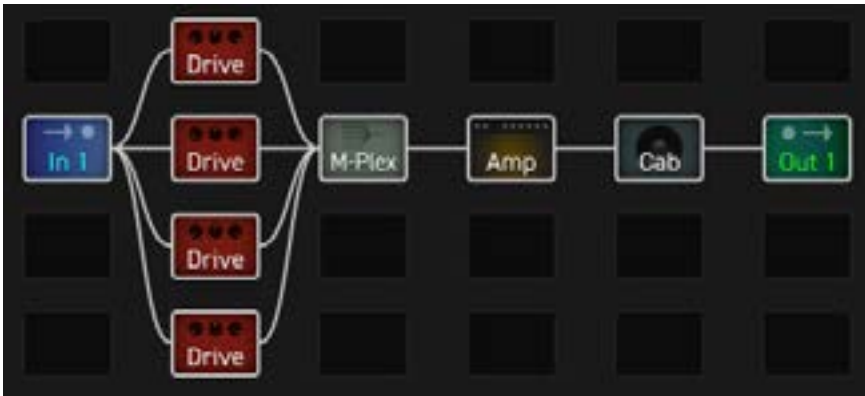 Drive
In 1
Drive
M-Plex
Amp
Cab
Out 1
Drive
Drive